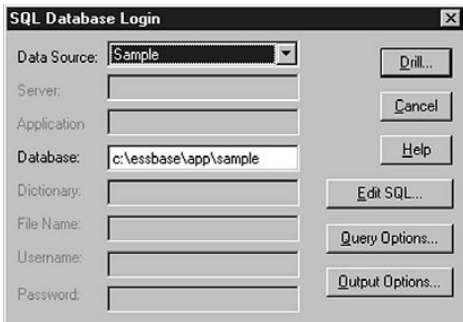 SQL Database Login
Data Source: Sample
Drill...
Server:
Application
Cancel
Database: c:\essbase\app\sample
Help
Dictionary:
Edit SQL...
File Name:
Query Options...
Username:
Password:
Output Options...